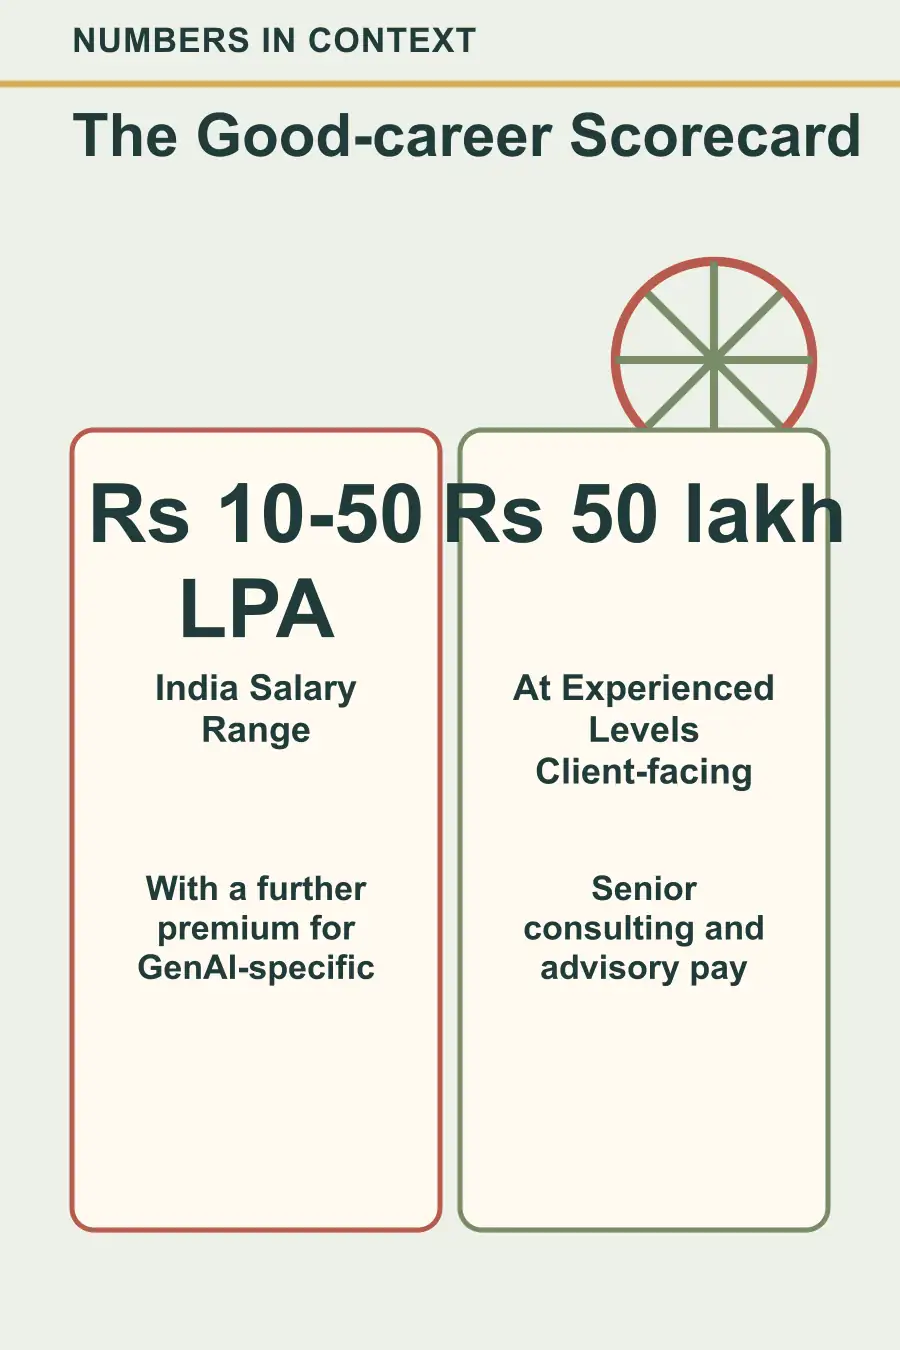 NUMBERS IN CONTEXT
The Good-career Scorecard
Rs 10-50
LPA
India Salary
Range
With a further
premium for
GenAI-specific
Rs 50 lakh
At Experienced
Levels
Client-facing
Senior
consulting and
advisory pay